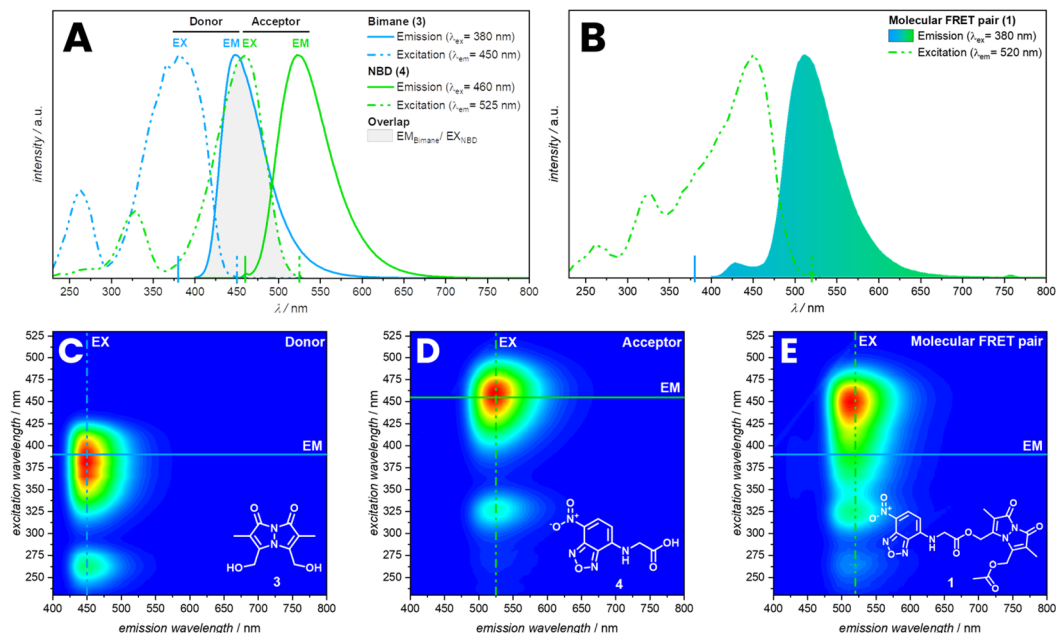 A
Donor
Acceptor
EX
EM
EX
EM
Bimane (3)
Emission (λex= 380 nm)
Excitation (λem= 450 nm)
NBD (4)
Emission (λex= 460 nm)
Excitation (λem= 525 nm)
Overlap
EMBimane/ EXNBD
intensity / a.u.
250 300 350 400 450 500 550 600 650 700 750 800
λ / nm
B
Molecular FRET pair (1)
Emission (λex= 380 nm)
Excitation (λem= 520 nm)
intensity / a.u.
250 300 350 400 450 500 550 600 650 700 750 800
λ / nm
C
EX
Donor
EM
excitation wavelength / nm
525
500
475
450
425
400
375
350
325
300
275
250
O
O
N
N
HO
OH
3
400 450 500 550 600 650 700 750 800
emission wavelength / nm
D
EX
Acceptor
EM
excitation wavelength / nm
525
500
475
450
425
400
375
350
325
300
275
250
O
N+
-O
N
O
N
NH
O
OH
4
400 450 500 550 600 650 700 750 800
emission wavelength / nm
E
EX
Molecular FRET pair
EM
excitation wavelength / nm
525
500
475
450
425
400
375
350
325
300
275
250
O
N+
-O
N
O
N
NH
O
O
O
N
N
O
O
O
1
400 450 500 550 600 650 700 750 800
emission wavelength / nm